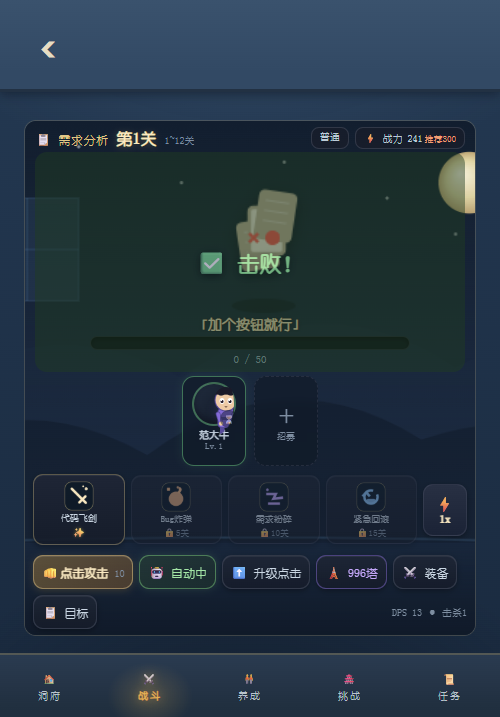 需求分析 第1关 1~12关 普通 战力 241 推荐300
击败!
「加个按钮就行」
0 / 50
范大牛
Lv.1
招募
代码飞剑 Bug炸弹 需求粉碎 紧急回滚 1x
5关 10关 15关
点击攻击 10 自动中 升级点击 996塔 装备
目标 DPS 13 ● 击杀1
洞府 战斗 养成 挑战 任务